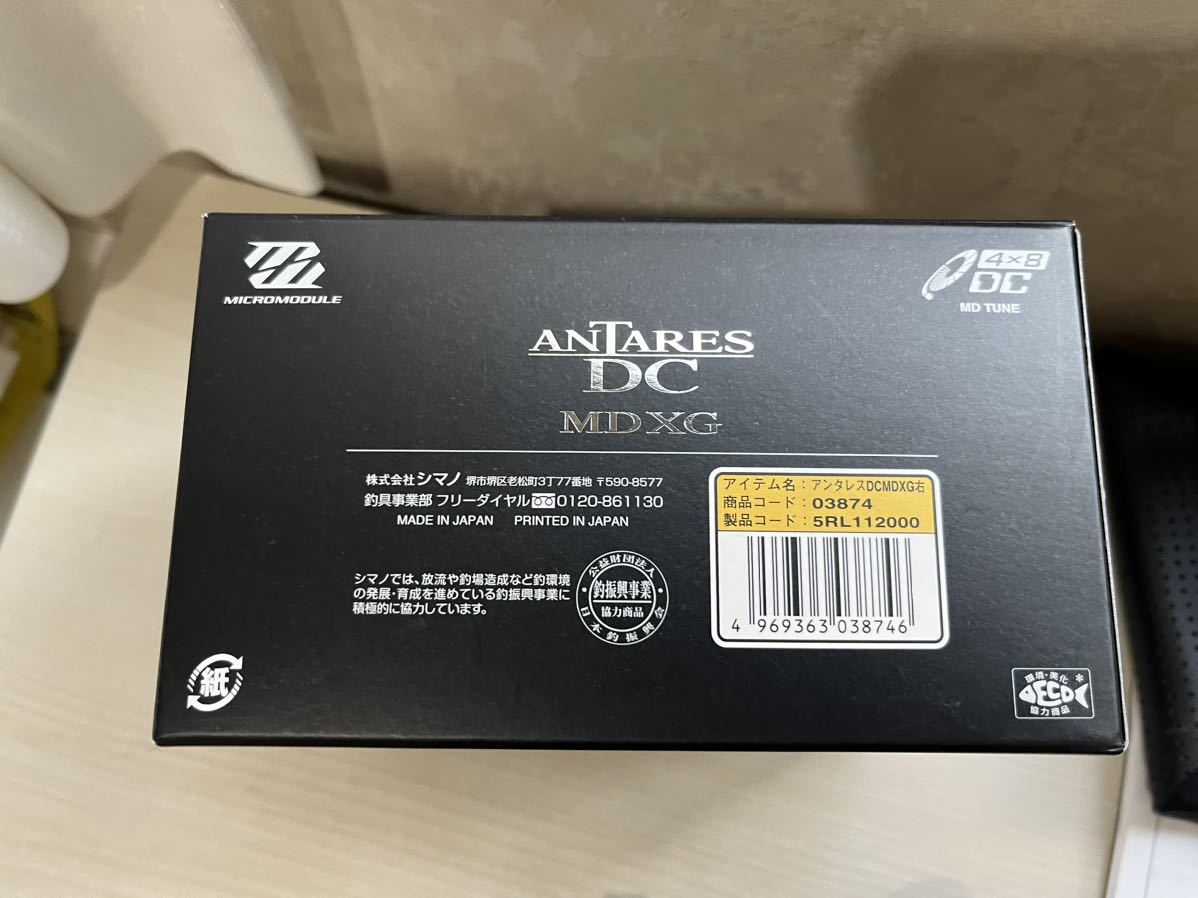 MICROMODULE
4×8
DC
MD TUNE
ANTARES
DC
MD XG
株式会社シマノ 堺市堺区老松町3丁77番地 〒590-8577
釣具事業部 フリーダイヤル 0120-861130
MADE IN JAPAN PRINTED IN JAPAN
アイテム名:アンタレスDCMDXG右
商品コード:03874
製品コード:5RL112000
4 969363 038746
シマノでは、放流や釣場造成など釣環境
の発展・育成を進めている釣振興事業に
積極的に協力しています。
公益財団法人
釣振興事業
協力商品
日本釣振興会
紙
環境・美化
ECO
協力商品